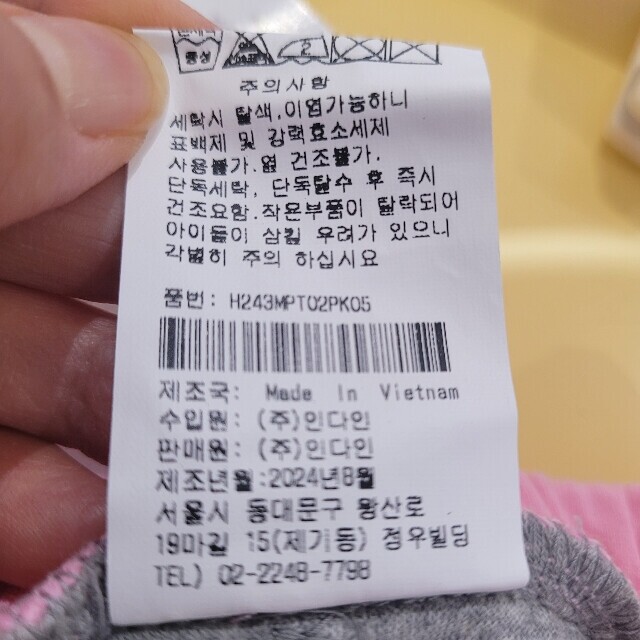 중성
2
주의사항
세탁시 탈색,이염가능하니
표백제 및 강력효소세제
사용불가.열 건조불가.
단독세탁, 단독탈수 후 즉시
건조요함.작은부품이 탈락되어
아이들이 삼킬 우려가 있으니
각별히 주의 하십시요
품번: H243MPT02PK05
제조국: Made In Vietnam
수입원: (주)인다인
판매원: (주)인다인
제조년월:2024년8월
서울시 동대문구 왕산로
19마길 15(제기동) 정우빌딩
TEL) 02-2248-7798